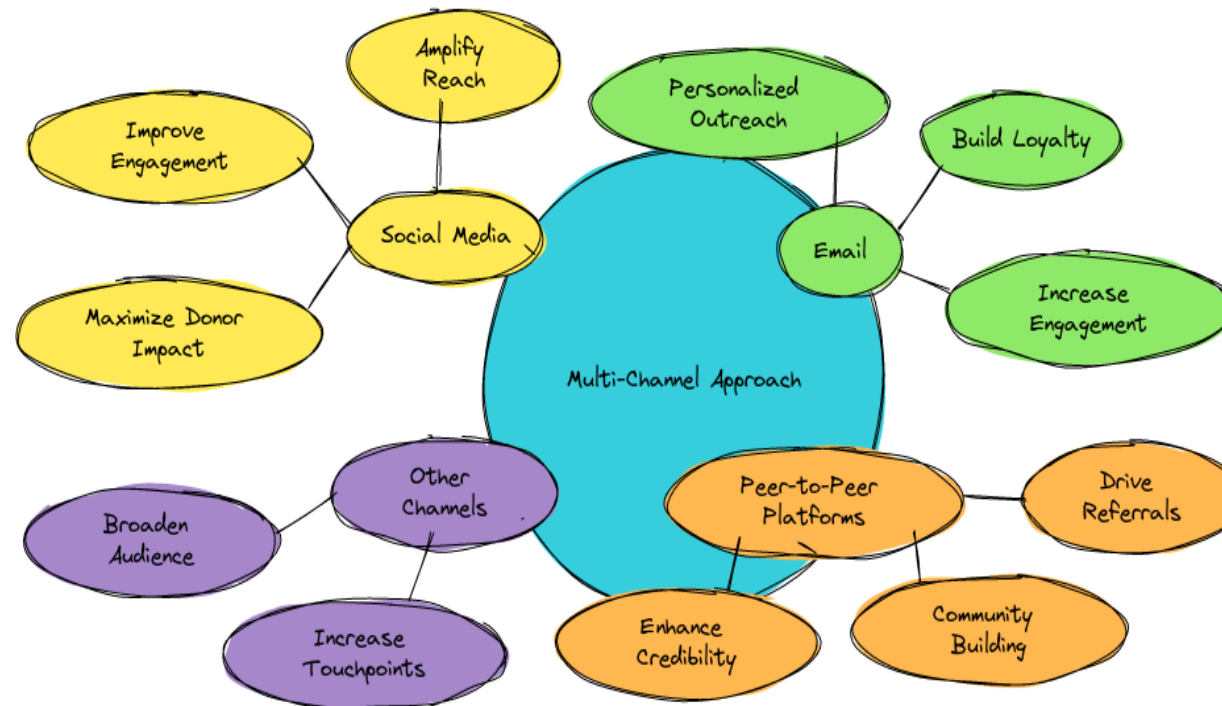 Amplify
Reach
Personalized
Outreach
Improve
Engagement
Build Loyalty
Social Media
Email
Maximize Donor
Impact
Increase
Engagement
Multi-Channel Approach
Other
Channels
Peer-to-Peer
Platforms
Drive
Referrals
Broaden
Audience
Increase
Touchpoints
Enhance
Credibility
Community
Building